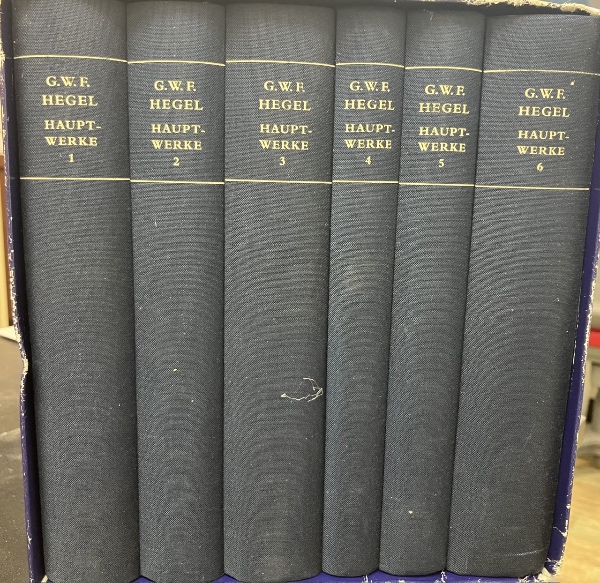 G.W.F.
HEGEL
HAUPT-
WERKE
1
G.W.F.
HEGEL
HAUPT-
WERKE
2
G.W.F.
HEGEL
HAUPT-
WERKE
3
G.W.F.
HEGEL
HAUPT-
WERKE
4
G.W.F.
HEGEL
HAUPT-
WERKE
5
G.W.F.
HEGEL
HAUPT-
WERKE
6